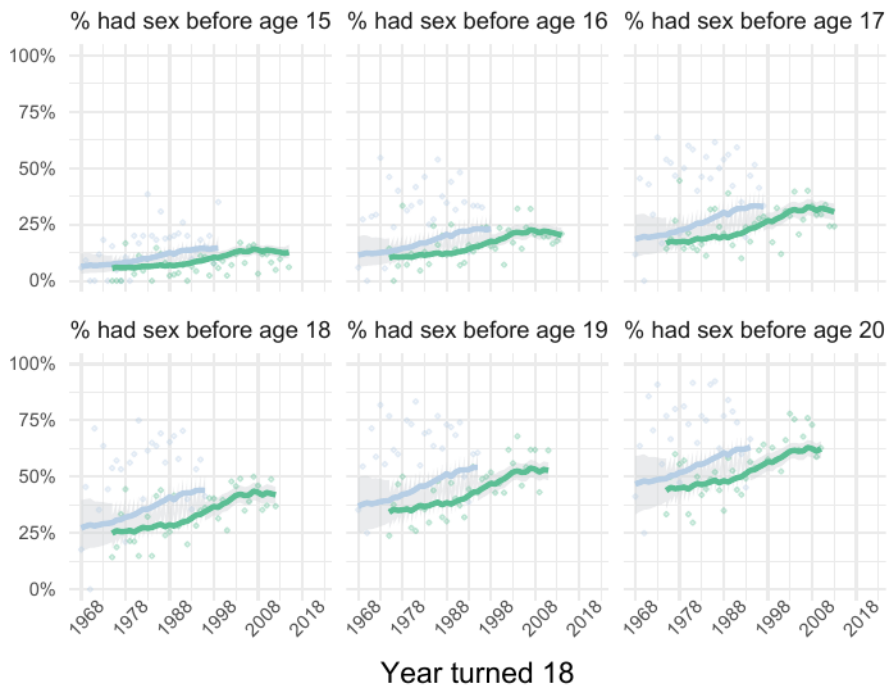 % had sex before age 15 % had sex before age 16 % had sex before age 17
100%
75%
50%
25%
0%
% had sex before age 18 % had sex before age 19 % had sex before age 20
100%
75%
50%
25%
0%
1968 1978 1988 1998 2008 2018 1968 1978 1988 1998 2008 2018 1968 1978 1988 1998 2008 2018
Year turned 18